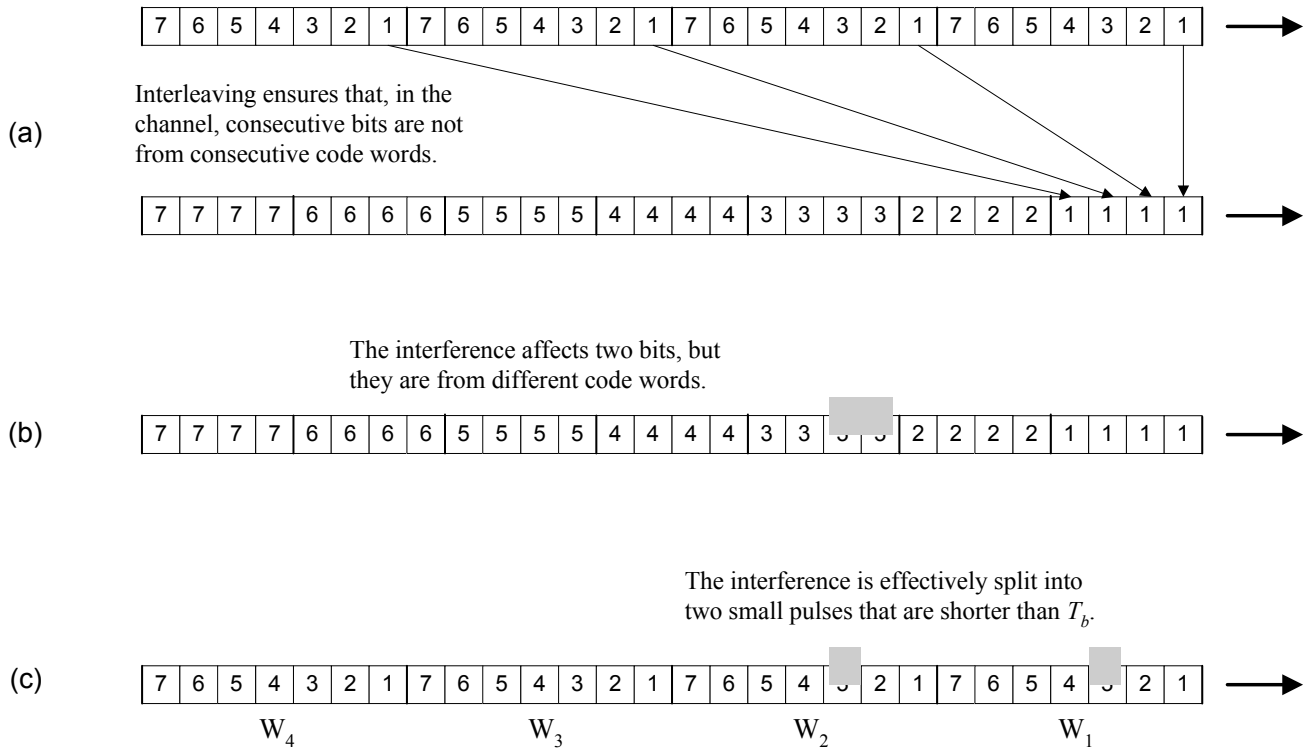 7 6 5 4 3 2 1 7 6 5 4 3 2 1 7 6 5 4 3 2 1 7 6 5 4 3 2 1
Interleaving ensures that, in the
(a) channel, consecutive bits are not
from consecutive code words.
7 7 7 7 6 6 6 6 5 5 5 5 4 4 4 4 3 3 3 3 2 2 2 2 1 1 1 1
The interference affects two bits, but
they are from different code words.
(b) 7 7 7 7 6 6 6 6 5 5 5 5 4 4 4 4 3 3 2 2 2 2 1 1 1 1
The interference is effectively split into
two small pulses that are shorter than T_b.
(c) 7 6 5 4 3 2 1 7 6 5 4 3 2 1 7 6 5 4 2 1 7 6 5 4 2 1
W_4 W_3 W_2 W_1